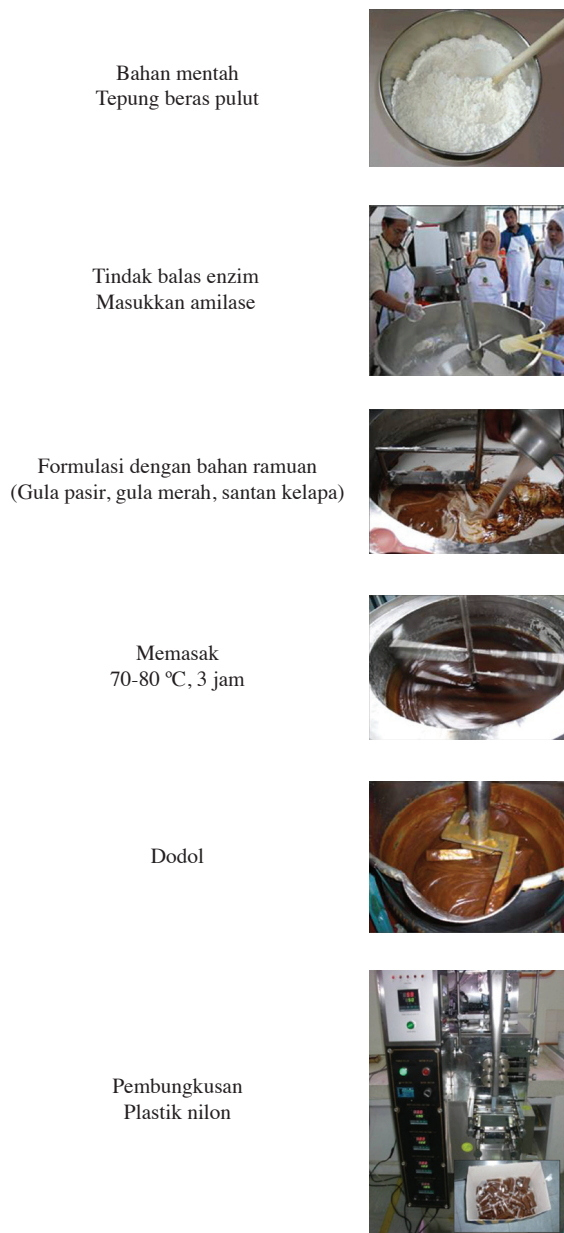 Bahan mentah
Tepung beras pulut
Tindak balas enzim
Masukkan amilase
Formulasi dengan bahan ramuan
(Gula pasir, gula merah, santan kelapa)
Memasak
70-80 ºC, 3 jam
Dodol
Pembungkusan
Plastik nilon